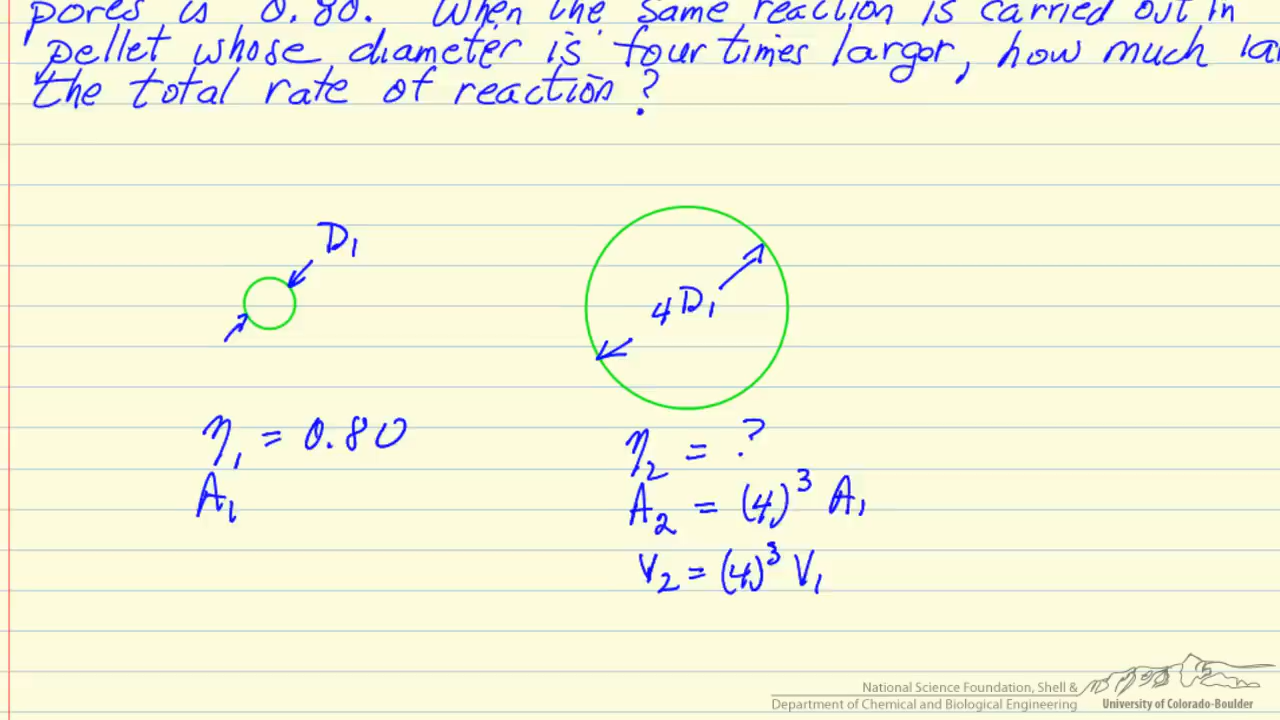 pores is 0.80. When the same reaction is carried out in
pellet whose diameter is four times larger, how much
the total rate of reaction?
D₁
4 D₁
η₁ = 0.80
η₂ = ?
A₁
A₂ = (4)³ A₁
V₂ = (4)³ V₁
National Science Foundation, Shell &
Department of Chemical and Biological Engineering
University of Colorado-Boulder